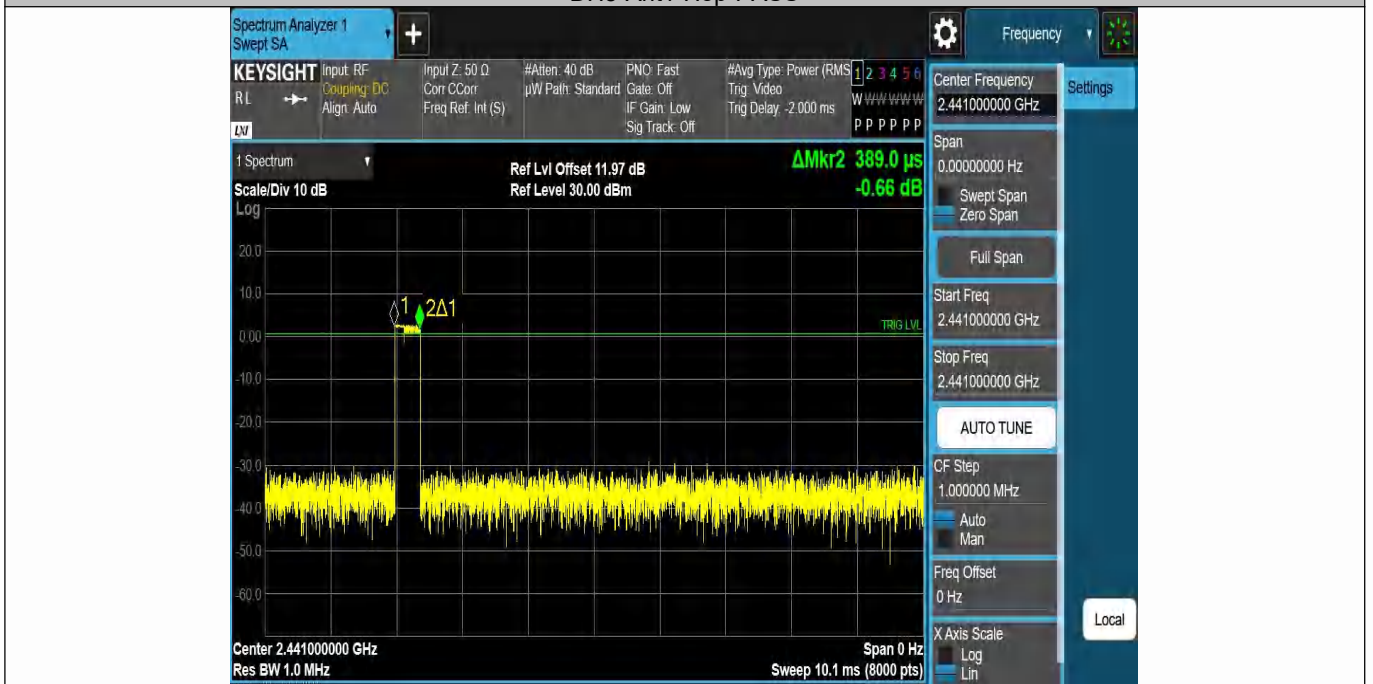 Spectrum Analyzer 1
Swept SA
+
Frequency
KEYSIGHT
RL
LXI
Input: RF
Coupling: DC
Align: Auto
Input Z: 50 Ω
Corr CCorr
Freq Ref: Int (S)
#Atten: 40 dB
µW Path: Standard
PNO: Fast
Gate: Off
IF Gain: Low
Sig Track: Off
#Avg Type: Power (RMS
Trig: Video
Trig Delay: -2.000 ms
1 2 3 4 5 6
W W W W W W
P P P P P P
Center Frequency
2.441000000 GHz
Settings
1 Spectrum
Scale/Div 10 dB
Log
Ref Lvl Offset 11.97 dB
Ref Level 30.00 dBm
ΔMkr2 389.0 µs
-0.66 dB
Span
0.00000000 Hz
Swept Span
Zero Span
Full Span
20.0
10.0
0.00
-10.0
-20.0
-30.0
-40.0
-50.0
-60.0
1
2Δ1
TRIG LVL
Start Freq
2.441000000 GHz
Stop Freq
2.441000000 GHz
AUTO TUNE
CF Step
1.000000 MHz
Auto
Man
Freq Offset
0 Hz
X Axis Scale
Log
Lin
Local
Center 2.441000000 GHz
Res BW 1.0 MHz
Span 0 Hz
Sweep 10.1 ms (8000 pts)